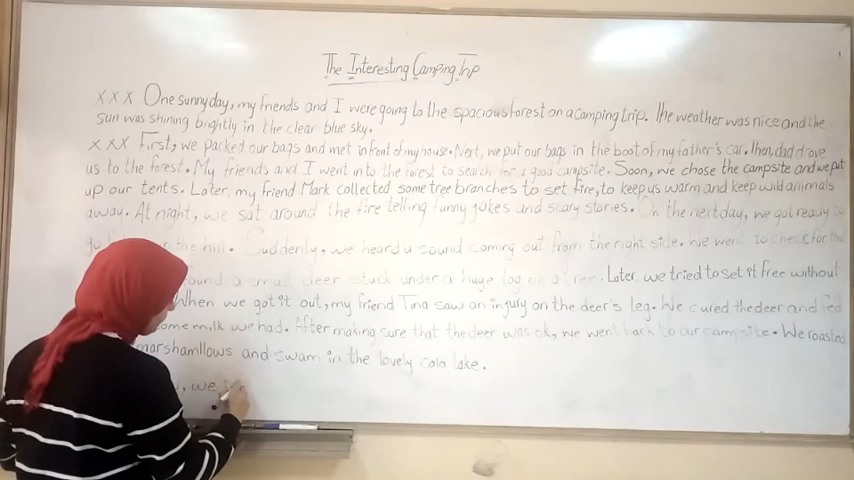 The Interesting Camping Trip
x x x One sunny day, my friends and I were going to the spacious forest on a camping trip. The weather was nice and the
sun was shining brightly in the clear blue sky.
x x x First, we packed our bags and met in front of my house. Next, we put our bags in the boot of my father's car. Then, dad drove
us to the forest. My friends and I went into the forest to search for a good campsite. Soon, we chose the campsite and we put
up our tents. Later, my friend Mark collected some tree branches to set fire, to keep us warm and keep wild animals
away. At night, we sat around the fire telling funny jokes and scary stories. On the next day, we got ready to
go the hill. Suddenly, we heard a sound coming out from the right side. We went to check for the
a small deer stuck under a huge log of a tree. Later, we tried to set it free without
When we got it out, my friend Tina saw an injury on the deer's leg. We cured the deer and fed
some milk we had. After making sure that the deer was ok, we went back to our camp site. We roasted
marshamllows and swam in the lovely cold lake.
, we